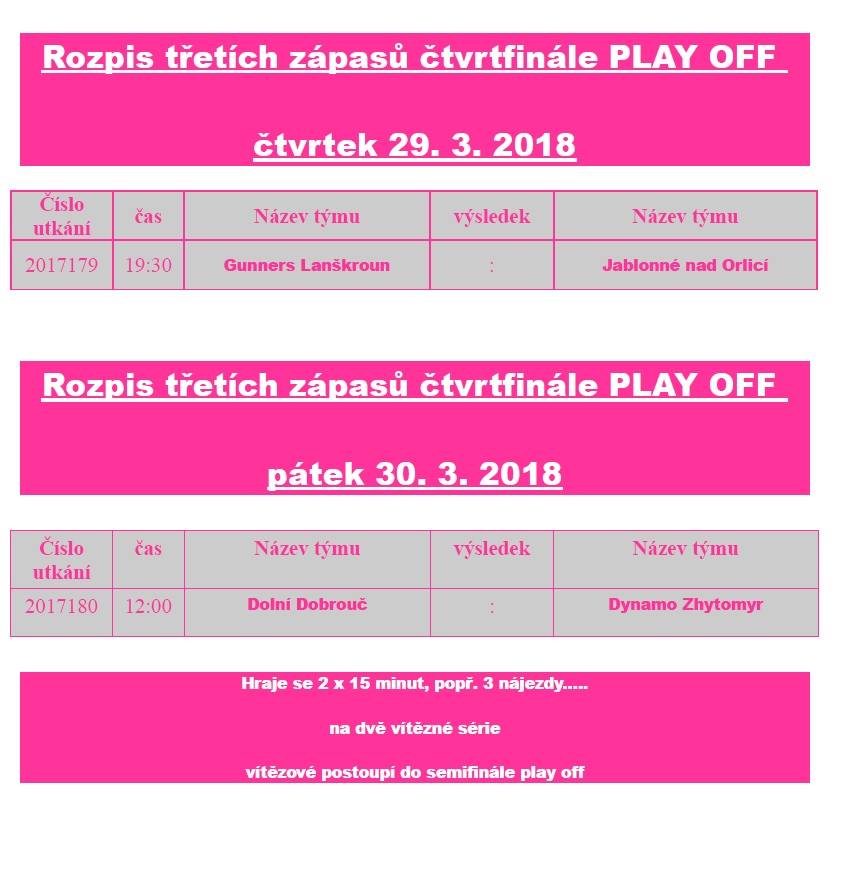 Rozpis třetích zápasů čtvrtfinále PLAY OFF
čtvrtek 29. 3. 2018
Číslo utkání čas Název týmu výsledek Název týmu
2017179 19:30 Gunners Lanškroun : Jablonné nad Orlicí
Rozpis třetích zápasů čtvrtfinále PLAY OFF
pátek 30. 3. 2018
Číslo utkání čas Název týmu výsledek Název týmu
2017180 12:00 Dolní Dobrouč : Dynamo Zhytomyr
Hraje se 2 x 15 minut, popř. 3 nájezdy.....
na dvě vítězné série
vítězové postoupí do semifinále play off